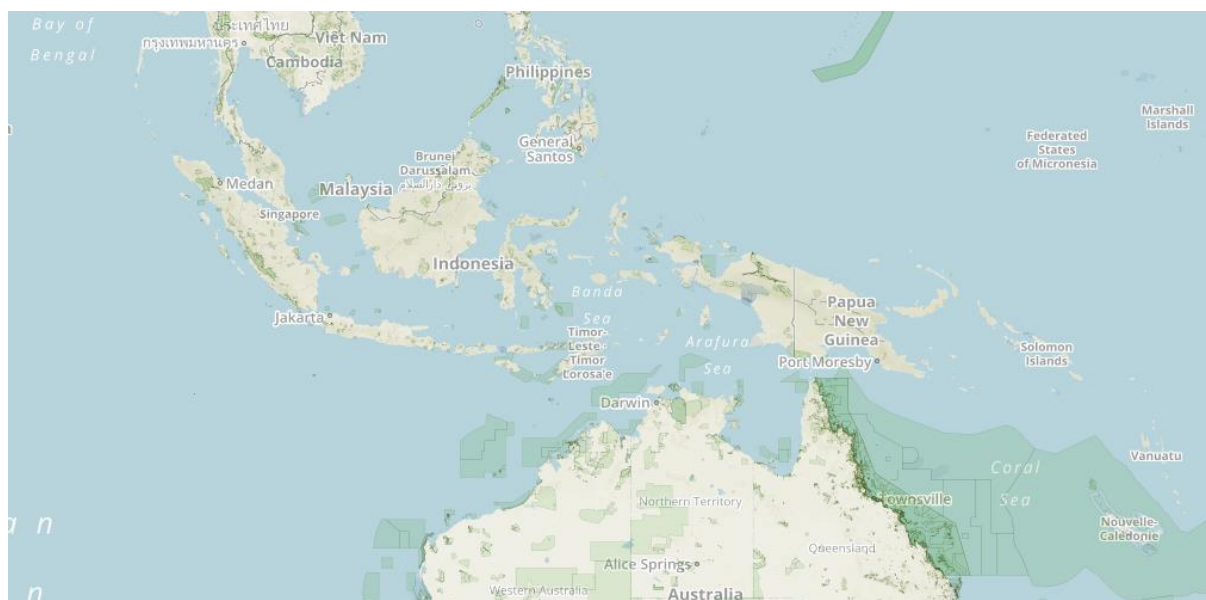 Bay of
Bengal
ประเทศไทย
กรุงเทพมหานคร
Việt Nam
Cambodia
Philippines
General
Santos
Marshall
Islands
Federated
States
of Micronesia
Brunei
Darussalam
بروني دارالسلام
Medan
Malaysia
Singapore
Indonesia
Banda
Sea
Papua
New
Guinea
Jakarta
Timor-
Leste -
Timor
Lorosa'e
Arafura
Sea
Solomon
Islands
Port Moresby
Darwin
Vanuatu
Coral
Sea
Townsville
Northern Territory
Nouvelle-
Calédonie
a n
Queensland
Alice Springs
Western Australia
Australia
n